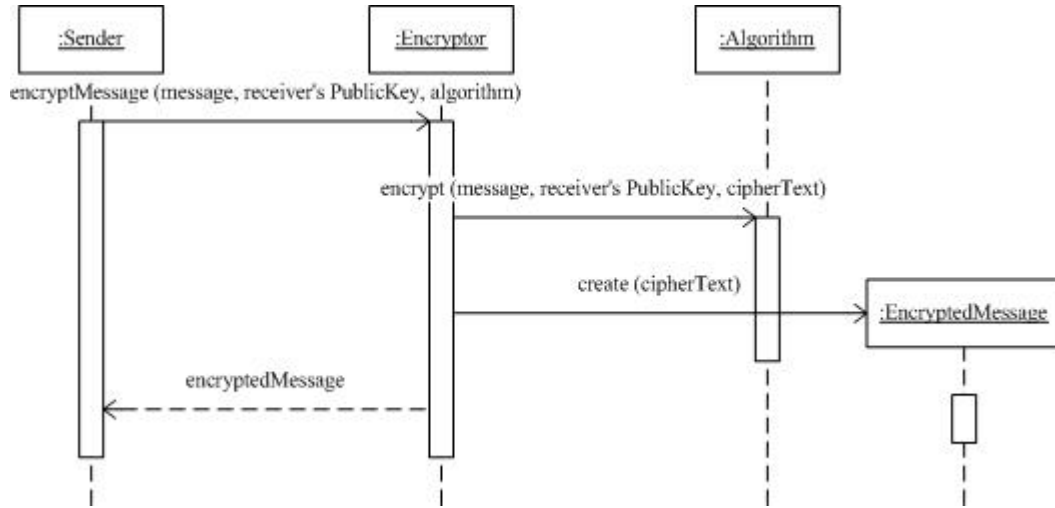 :Sender
:Encryptor
:Algorithm
encryptMessage (message, receiver's PublicKey, algorithm)
encrypt (message, receiver's PublicKey, cipherText)
create (cipherText)
:EncryptedMessage
encryptedMessage